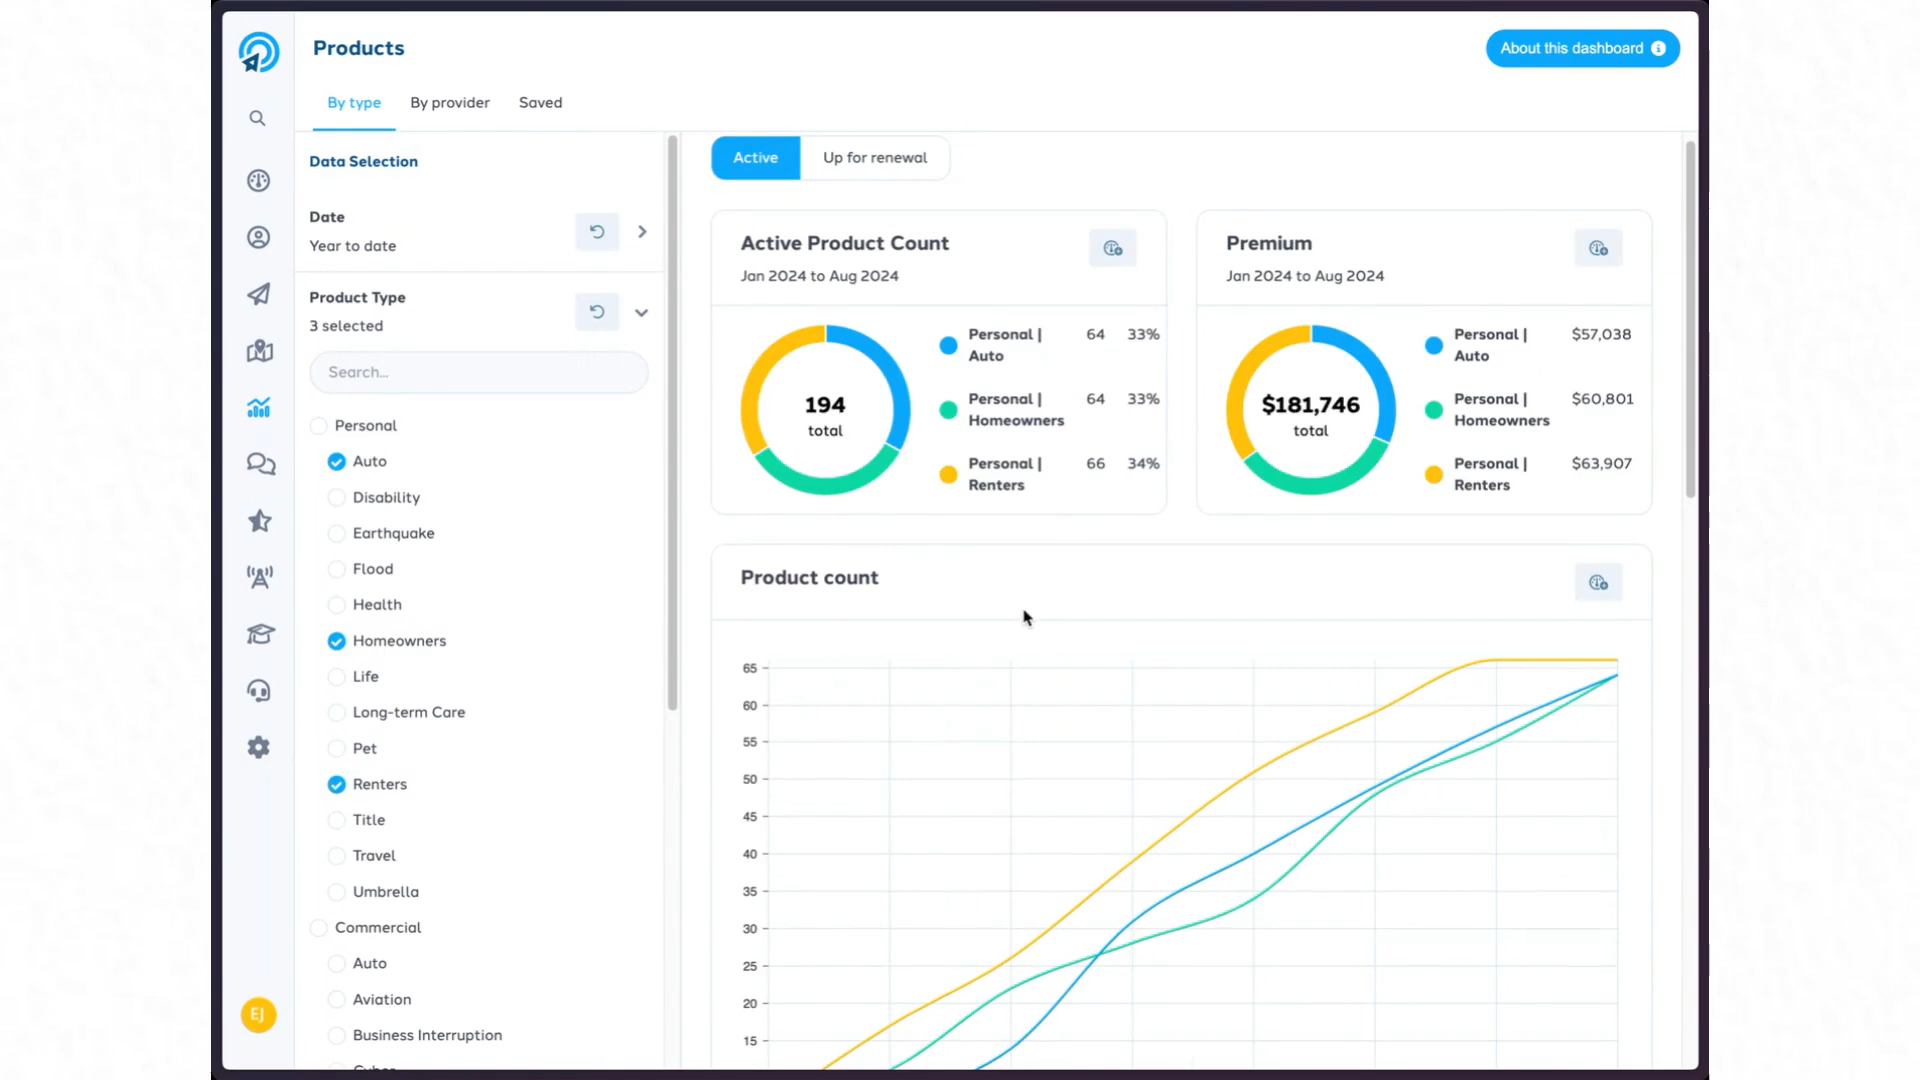 Products
About this dashboard
By type
By provider
Saved
Data Selection
Date
Year to date
Product Type
3 selected
Search...
Personal
Auto
Disability
Earthquake
Flood
Health
Homeowners
Life
Long-term Care
Pet
Renters
Title
Travel
Umbrella
Commercial
Auto
Aviation
Business Interruption
Cyber
EJ
Active
Up for renewal
Active Product Count
Jan 2024 to Aug 2024
194
total
Personal | 64 33%
Auto
Personal | 64 33%
Homeowners
Personal | 66 34%
Renters
Premium
Jan 2024 to Aug 2024
$181,746
total
Personal | $57,038
Auto
Personal | $60,801
Homeowners
Personal | $63,907
Renters
Product count
65
60
55
50
45
40
35
30
25
20
15